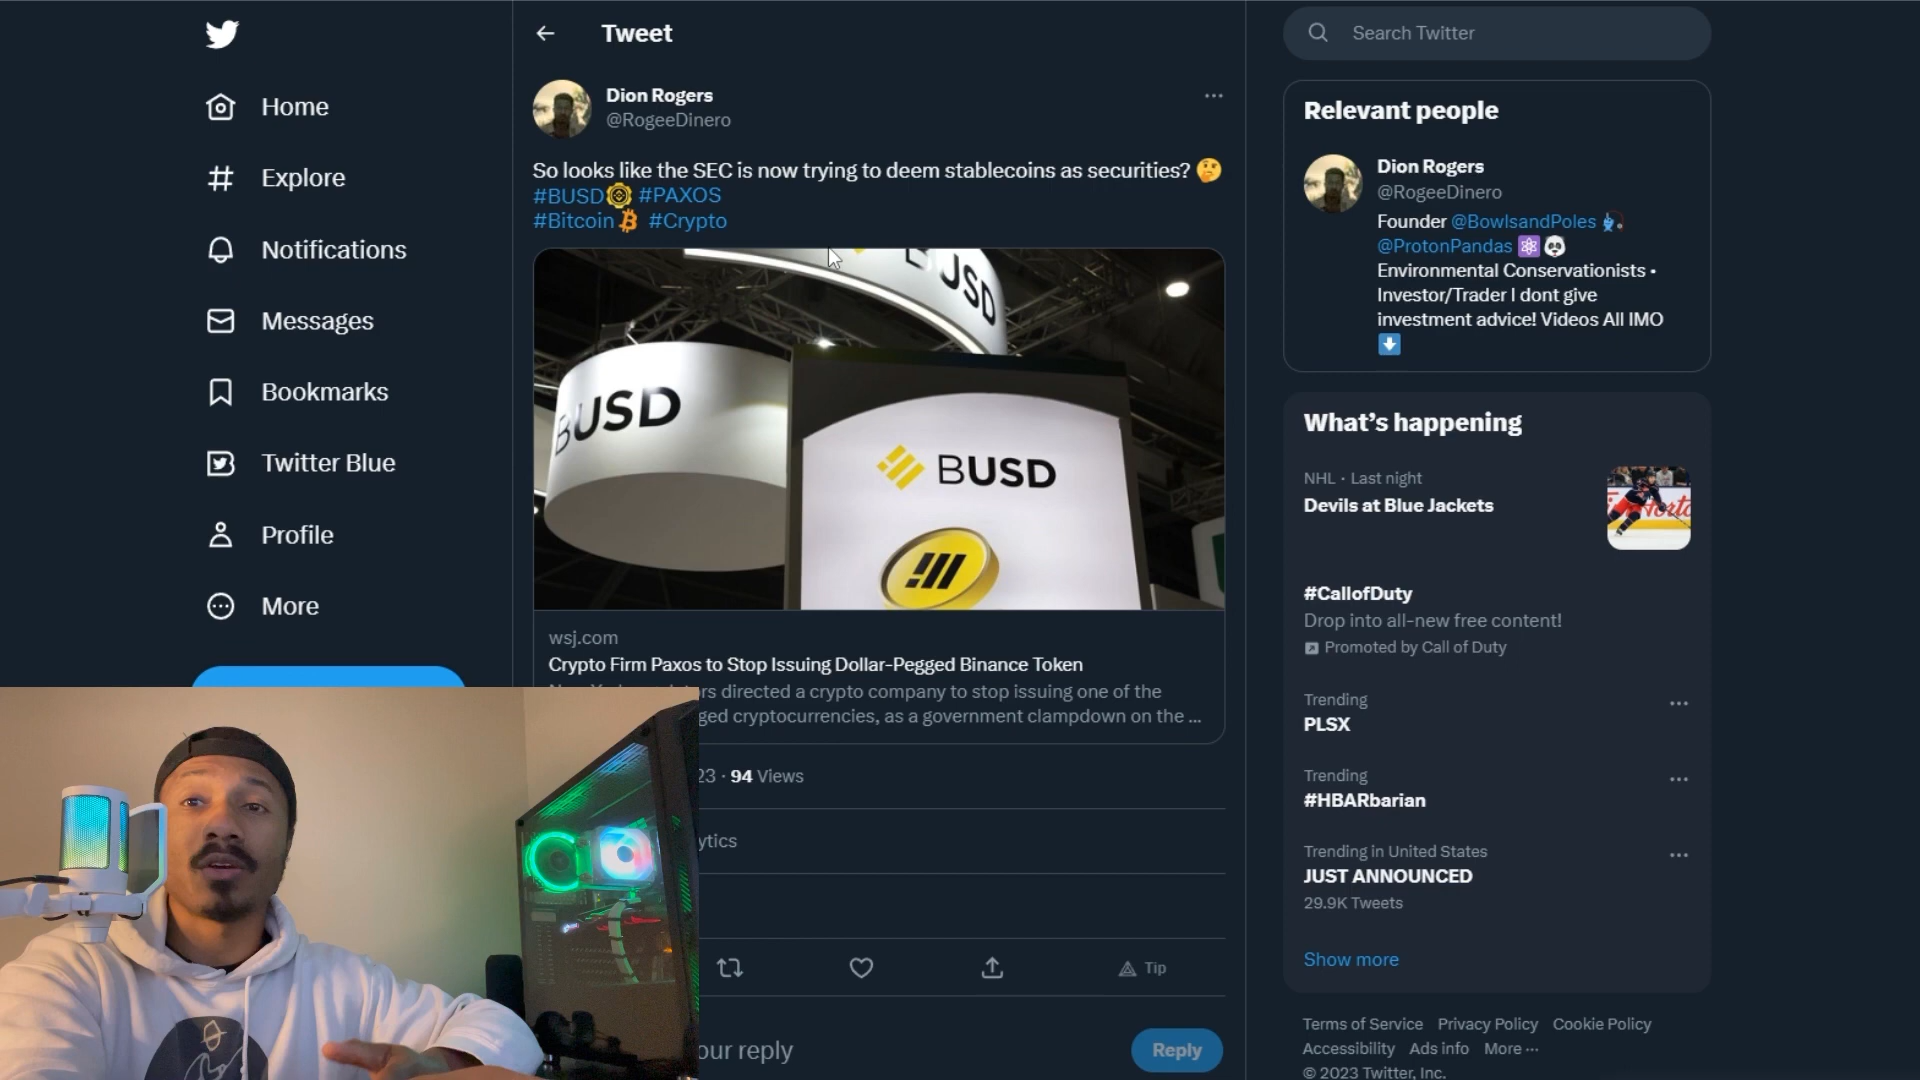 Home
Explore
Notifications
Messages
Bookmarks
Twitter Blue
Profile
More
Tweet
Dion Rogers
@RogeeDinero
So looks like the SEC is now trying to deem stablecoins as securities? 🤔
#BUSD #PAXOS
#Bitcoin #Crypto
BUSD
BUSD
BUSD
wsj.com
Crypto Firm Paxos to Stop Issuing Dollar-Pegged Binance Token
directed a crypto company to stop issuing one of the
cryptocurrencies, as a government clampdown on the ...
23 · 94 Views
Tip
reply
Reply
Search Twitter
Relevant people
Dion Rogers
@RogeeDinero
Founder @BowlsandPoles
@ProtonPandas ⚛🐼
Environmental Conservationists •
Investor/Trader I dont give
investment advice! Videos All IMO
⬇
What's happening
NHL · Last night
Devils at Blue Jackets
#CallofDuty
Drop into all-new free content!
Promoted by Call of Duty
Trending
PLSX
Trending
#HBARbarian
Trending in United States
JUST ANNOUNCED
29.9K Tweets
Show more
Terms of Service Privacy Policy Cookie Policy
Accessibility Ads info More ...
© 2023 Twitter, Inc.